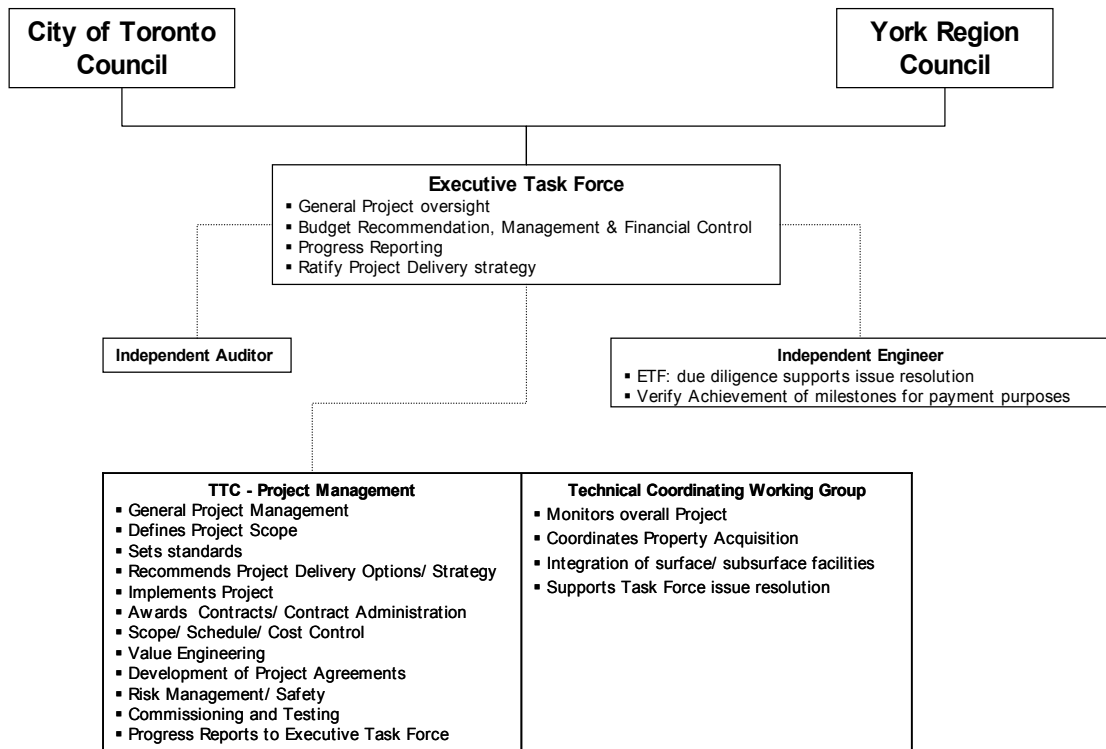 City of Toronto
Council
York Region
Council
Executive Task Force
▪ General Project oversight
▪ Budget Recommendation, Management & Financial Control
▪ Progress Reporting
▪ Ratify Project Delivery strategy
Independent Auditor
Independent Engineer
▪ ETF: due diligence supports issue resolution
▪ Verify Achievement of milestones for payment purposes
TTC - Project Management
▪ General Project Management
▪ Defines Project Scope
▪ Sets standards
▪ Recommends Project Delivery Options/ Strategy
▪ Implements Project
▪ Awards Contracts/ Contract Administration
▪ Scope/ Schedule/ Cost Control
▪ Value Engineering
▪ Development of Project Agreements
▪ Risk Management/ Safety
▪ Commissioning and Testing
▪ Progress Reports to Executive Task Force
Technical Coordinating Working Group
▪ Monitors overall Project
▪ Coordinates Property Acquisition
▪ Integration of surface/ subsurface facilities
▪ Supports Task Force issue resolution